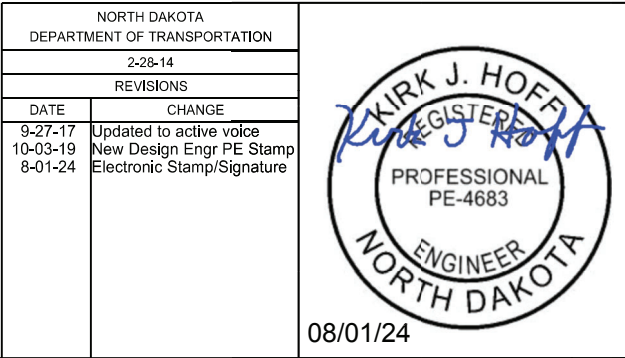 NORTH DAKOTA
DEPARTMENT OF TRANSPORTATION
2-28-14
REVISIONS
DATE CHANGE
9-27-17 Updated to active voice
10-03-19 New Design Engr PE Stamp
8-01-24 Electronic Stamp/Signature
KIRK J. HOFF
REGISTERED
Kirk J Hoff
PROFESSIONAL
PE-4683
ENGINEER
NORTH DAKOTA
08/01/24